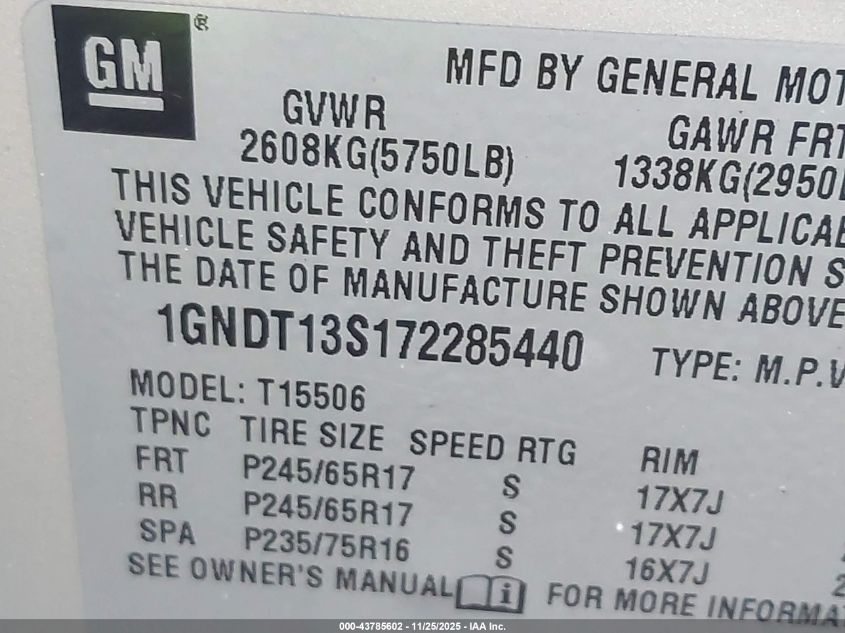 GM ®
MFD BY GENERAL MOT
GVWR GAWR FRT
2608KG(5750LB) 1338KG(2950L
THIS VEHICLE CONFORMS TO ALL APPLICAB
VEHICLE SAFETY AND THEFT PREVENTION S
THE DATE OF MANUFACTURE SHOWN ABOVE
1GNDT13S172285440 TYPE: M.P.V
MODEL: T15506
TPNC TIRE SIZE SPEED RTG RIM
FRT P245/65R17 S 17X7J
RR P245/65R17 S 17X7J
SPA P235/75R16 S 16X7J 2
SEE OWNER'S MANUAL i FOR MORE INFORMA
000-43785602 - 11/25/2025 - IAA Inc.